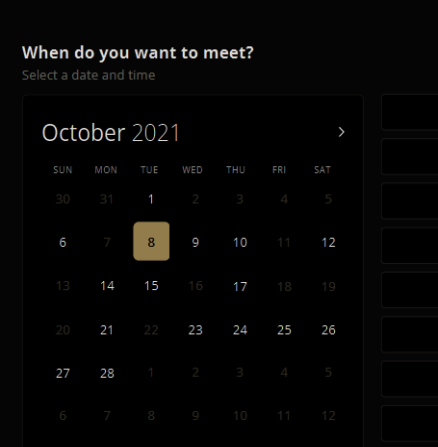 When do you want to meet?
Select a date and time
October 2021
SUN MON TUE WED THU FRI SAT
30 31 1 2 3 4 5
6 7 8 9 10 11 12
13 14 15 16 17 18 19
20 21 22 23 24 25 26
27 28 1 2 3 4 5
6 7 8 9 10 11 12